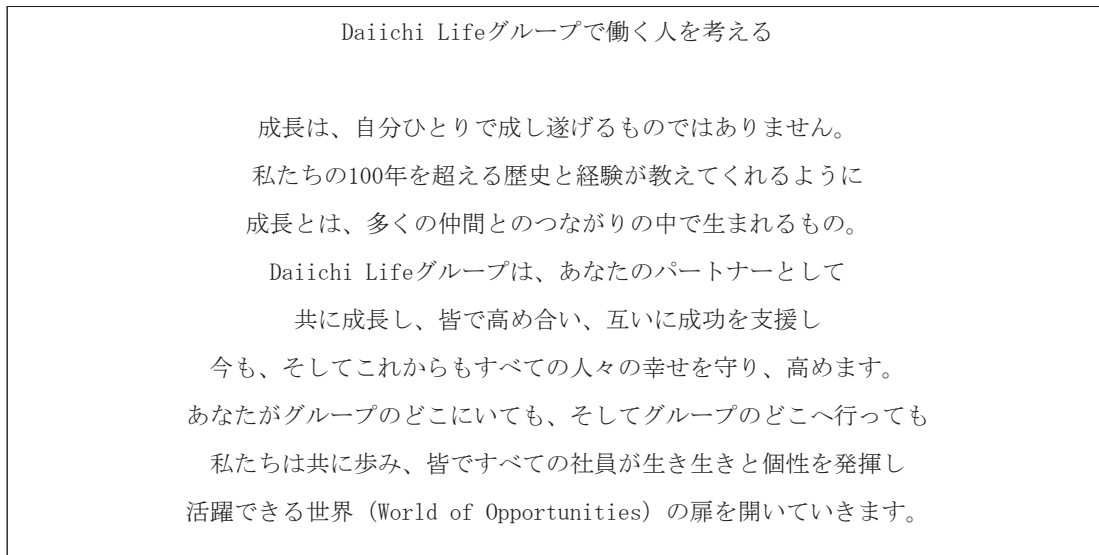 Daiichi Lifeグループで働く人を考える
成長は、自分ひとりで成し遂げるものではありません。
私たちの100年を超える歴史と経験が教えてくれるように
成長とは、多くの仲間とのつながりの中で生まれるもの。
Daiichi Lifeグループは、あなたのパートナーとして
共に成長し、皆で高め合い、互いに成功を支援し
今も、そしてこれからもすべての人々の幸せを守り、高めます。
あなたがグループのどこにいても、そしてグループのどこへ行っても
私たちは共に歩み、皆ですべての社員が生き生きと個性を発揮し
活躍できる世界（World of Opportunities）の扉を開いていきます。